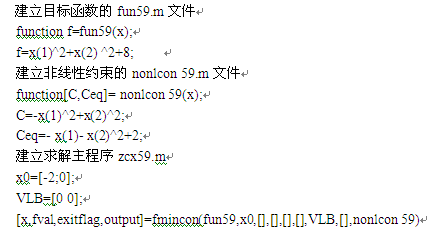 建立目标函数的 fun59.m 文件
function f=fun59(x);
f=x(1)^2+x(2) ^2+8;
建立非线性约束的 nonlcon 59.m 文件
function[C,Ceq]= nonlcon 59(x);
C=-x(1)^2+x(2)^2;
Ceq=- x(1)- x(2)^2+2;
建立求解主程序 zcx59.m
x0=[-2;0];
VLB=[0 0];
[x,fval,exitflag,output]=fmincon(fun59,x0,[],[],[],[],VLB,[],nonlcon 59)